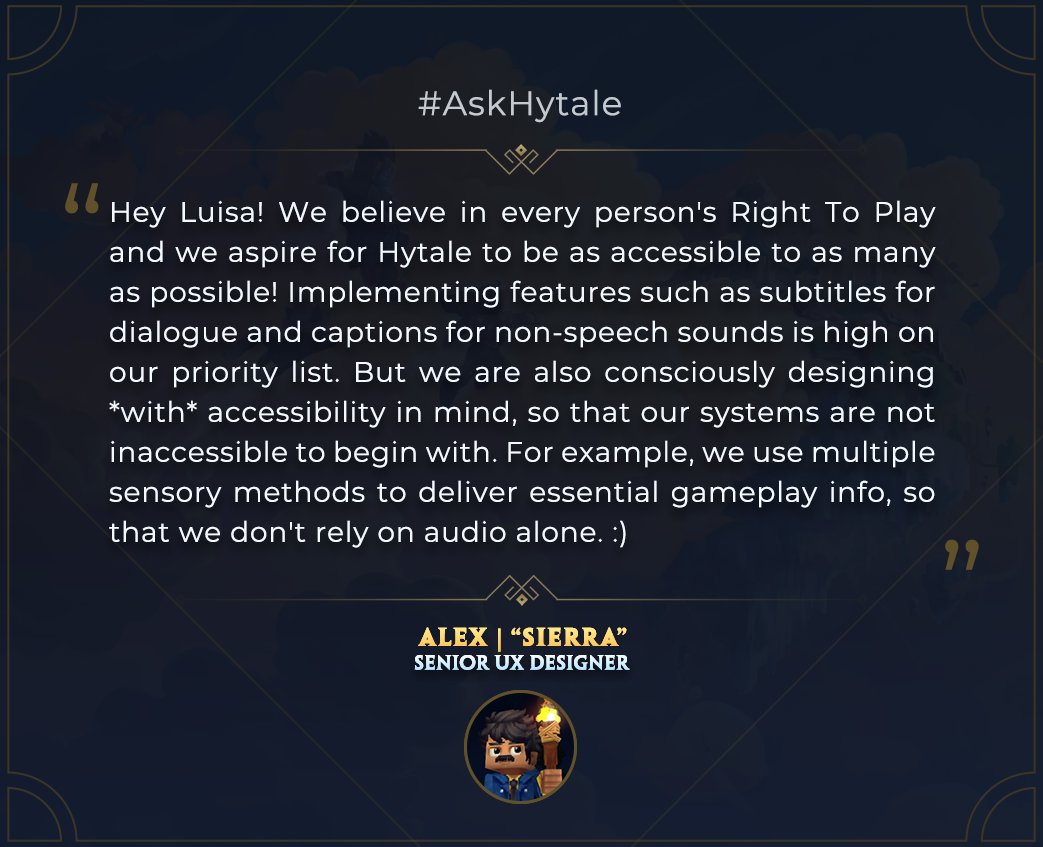 #AskHytale
“
Hey Luisa! We believe in every person's Right To Play
and we aspire for Hytale to be as accessible to as many
as possible! Implementing features such as subtitles for
dialogue and captions for non-speech sounds is high on
our priority list. But we are also consciously designing
*with* accessibility in mind, so that our systems are not
inaccessible to begin with. For example, we use multiple
sensory methods to deliver essential gameplay info, so
that we don't rely on audio alone. :)
”
ALEX | “SIERRA”
SENIOR UX DESIGNER